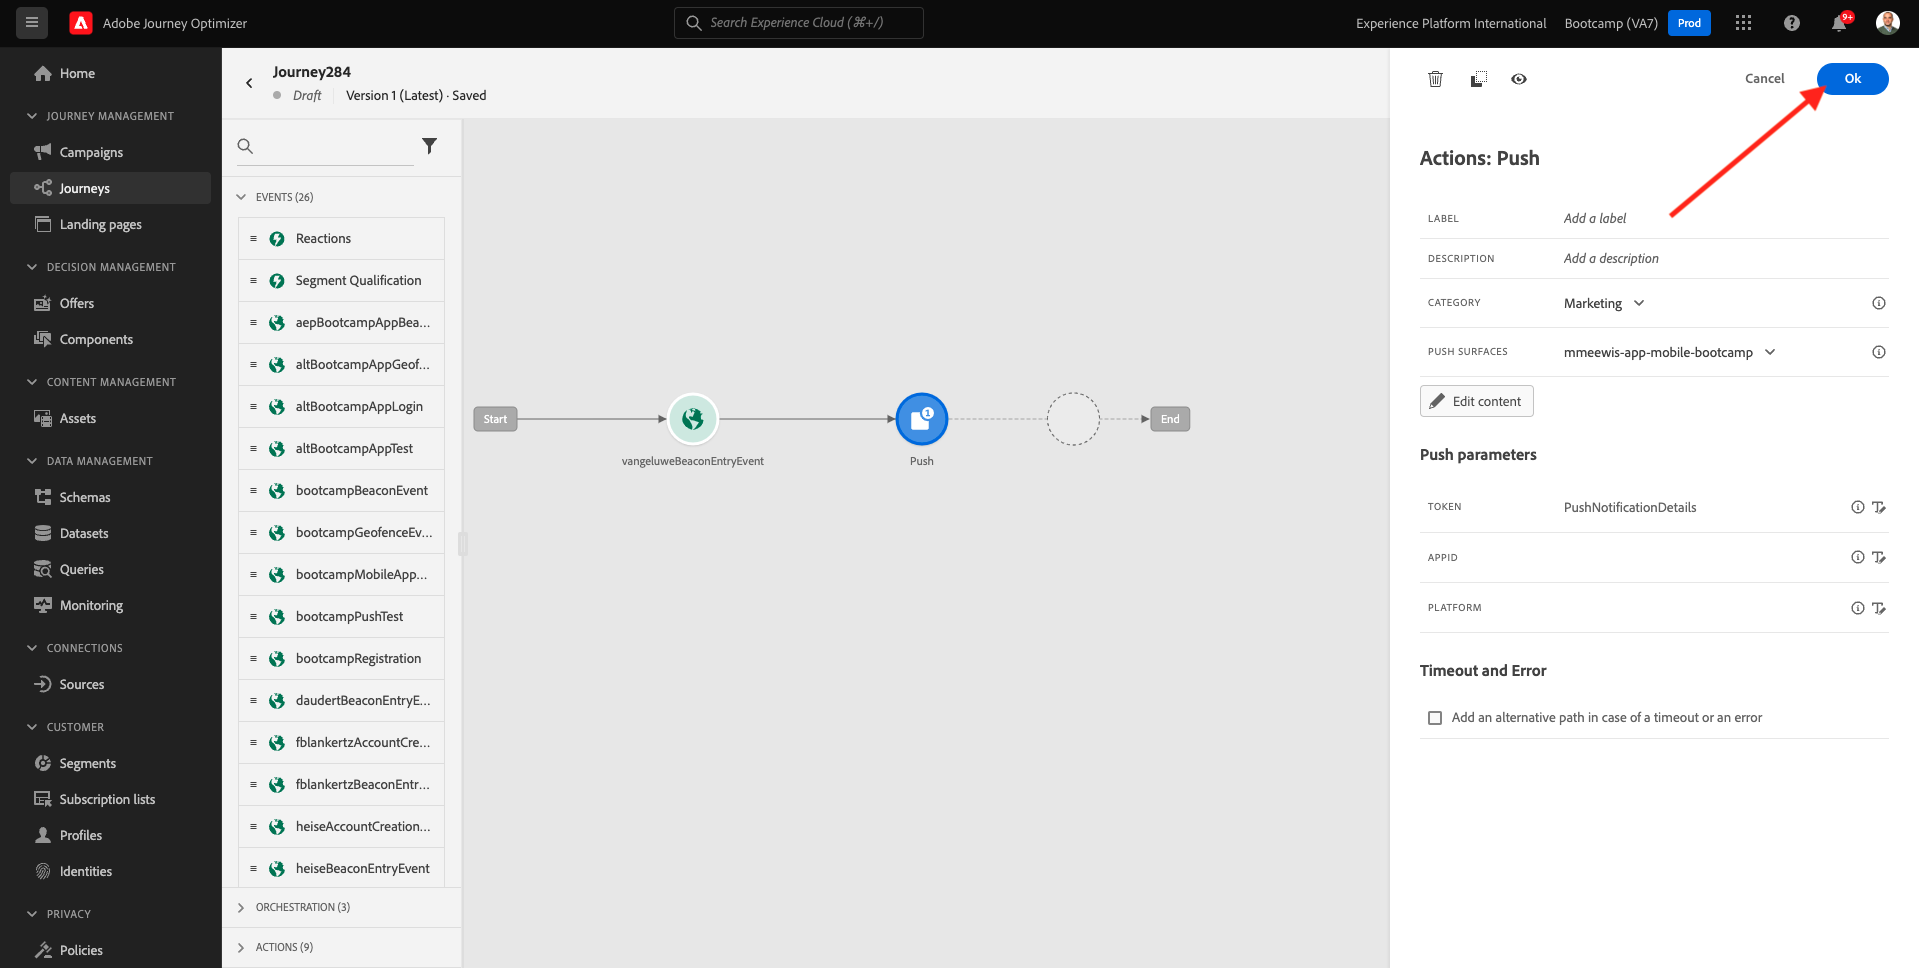 Adobe Journey Optimizer
Search Experience Cloud (⌘+/)
Experience Platform International
Bootcamp (VA7)
Prod
9+
Home
JOURNEY MANAGEMENT
Campaigns
Journeys
Landing pages
DECISION MANAGEMENT
Offers
Components
CONTENT MANAGEMENT
Assets
DATA MANAGEMENT
Schemas
Datasets
Queries
Monitoring
CONNECTIONS
Sources
CUSTOMER
Segments
Subscription lists
Profiles
Identities
PRIVACY
Policies
Journey284
Draft
Version 1 (Latest) · Saved
EVENTS (26)
Reactions
Segment Qualification
aepBootcampAppBea...
altBootcampAppGeof...
altBootcampAppLogin
altBootcampAppTest
bootcampBeaconEvent
bootcampGeofenceEv...
bootcampMobileApp...
bootcampPushTest
bootcampRegistration
daudertBeaconEntryE...
fblankertzAccountCre...
fblankertzBeaconEntr...
heiseAccountCreation...
heiseBeaconEntryEvent
ORCHESTRATION (3)
ACTIONS (9)
Start
vangeluweBeaconEntryEvent
1
Push
End
Cancel
Ok
Actions: Push
LABEL
Add a label
DESCRIPTION
Add a description
CATEGORY
Marketing
PUSH SURFACES
mmeewis-app-mobile-bootcamp
Edit content
Push parameters
TOKEN
PushNotificationDetails
APPID
PLATFORM
Timeout and Error
Add an alternative path in case of a timeout or an error